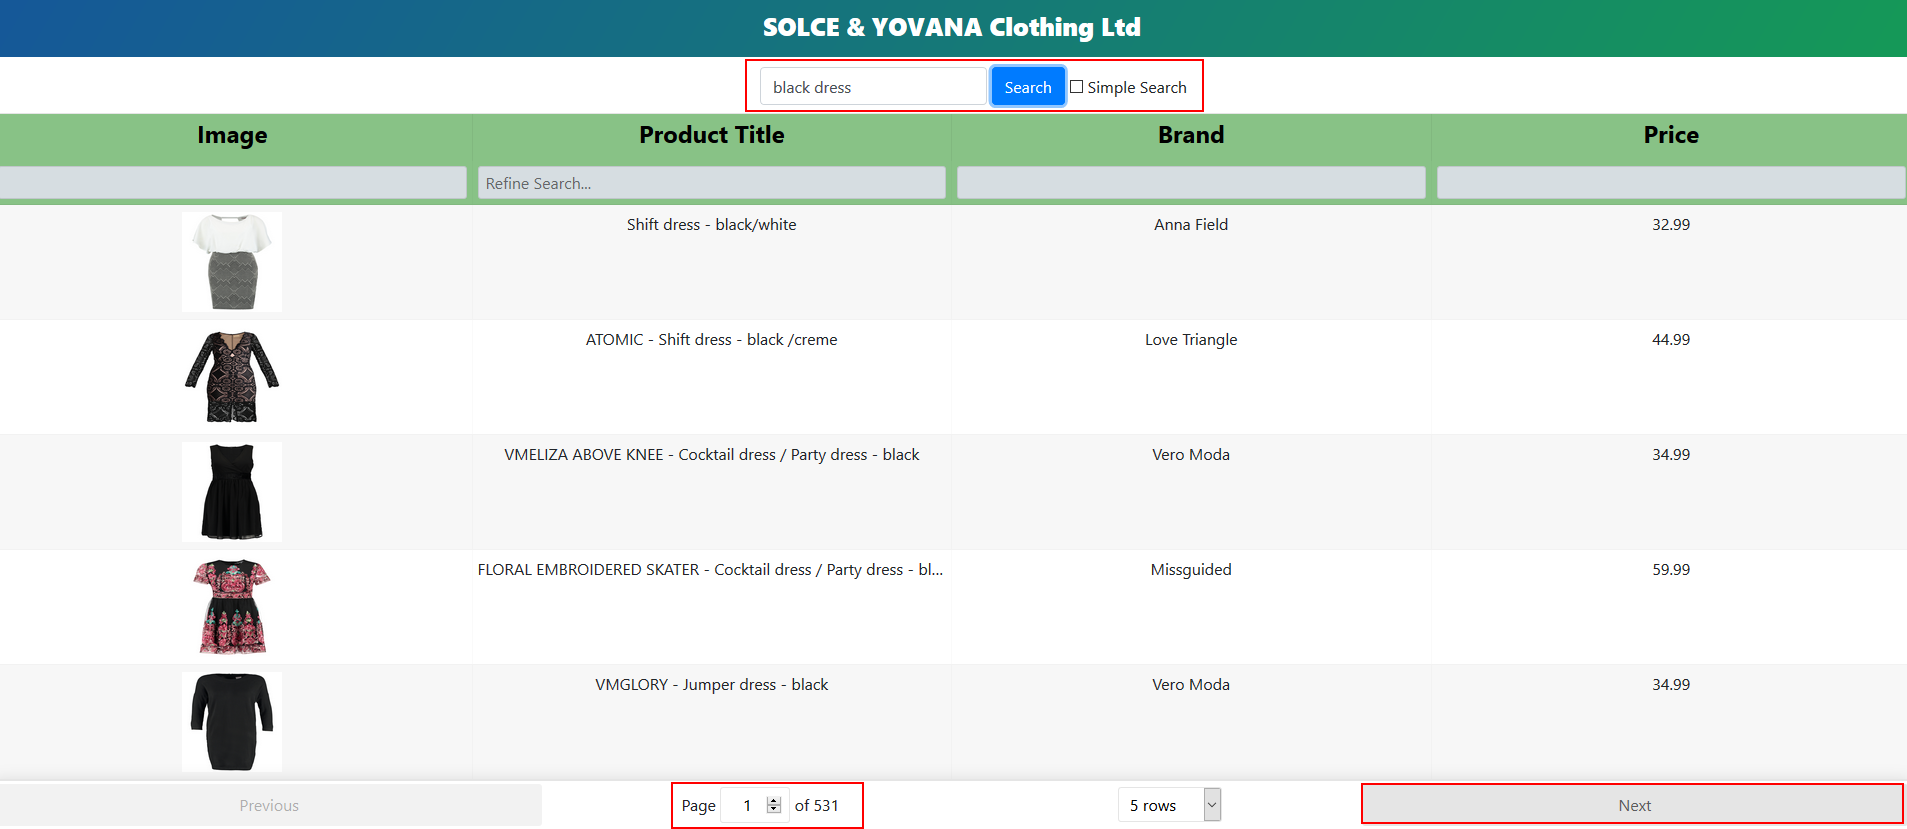 SOLCE & YOVANA Clothing Ltd
black dress Search Simple Search
Image Product Title Brand Price
Refine Search...
Shift dress - black/white Anna Field 32.99
ATOMIC - Shift dress - black /creme Love Triangle 44.99
VMELIZA ABOVE KNEE - Cocktail dress / Party dress - black Vero Moda 34.99
FLORAL EMBROIDERED SKATER - Cocktail dress / Party dress - bl... Missguided 59.99
VMGLORY - Jumper dress - black Vero Moda 34.99
Previous Page 1 of 531 5 rows Next